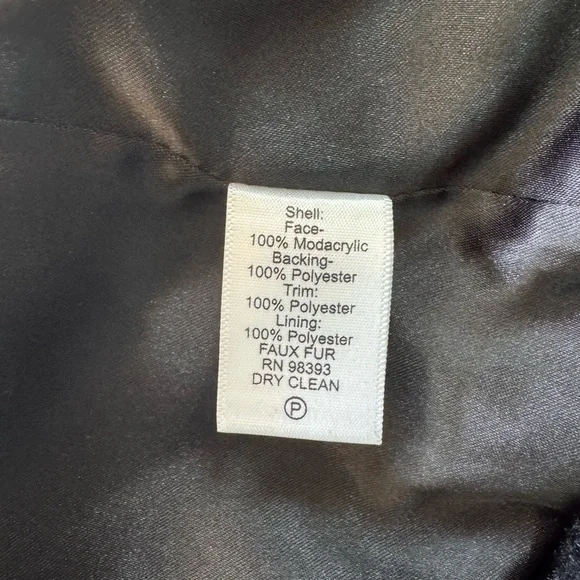 Shell:
Face-
100% Modacrylic
Backing-
100% Polyester
Trim:
100% Polyester
Lining:
100% Polyester
FAUX FUR
RN 98393
DRY CLEAN
P